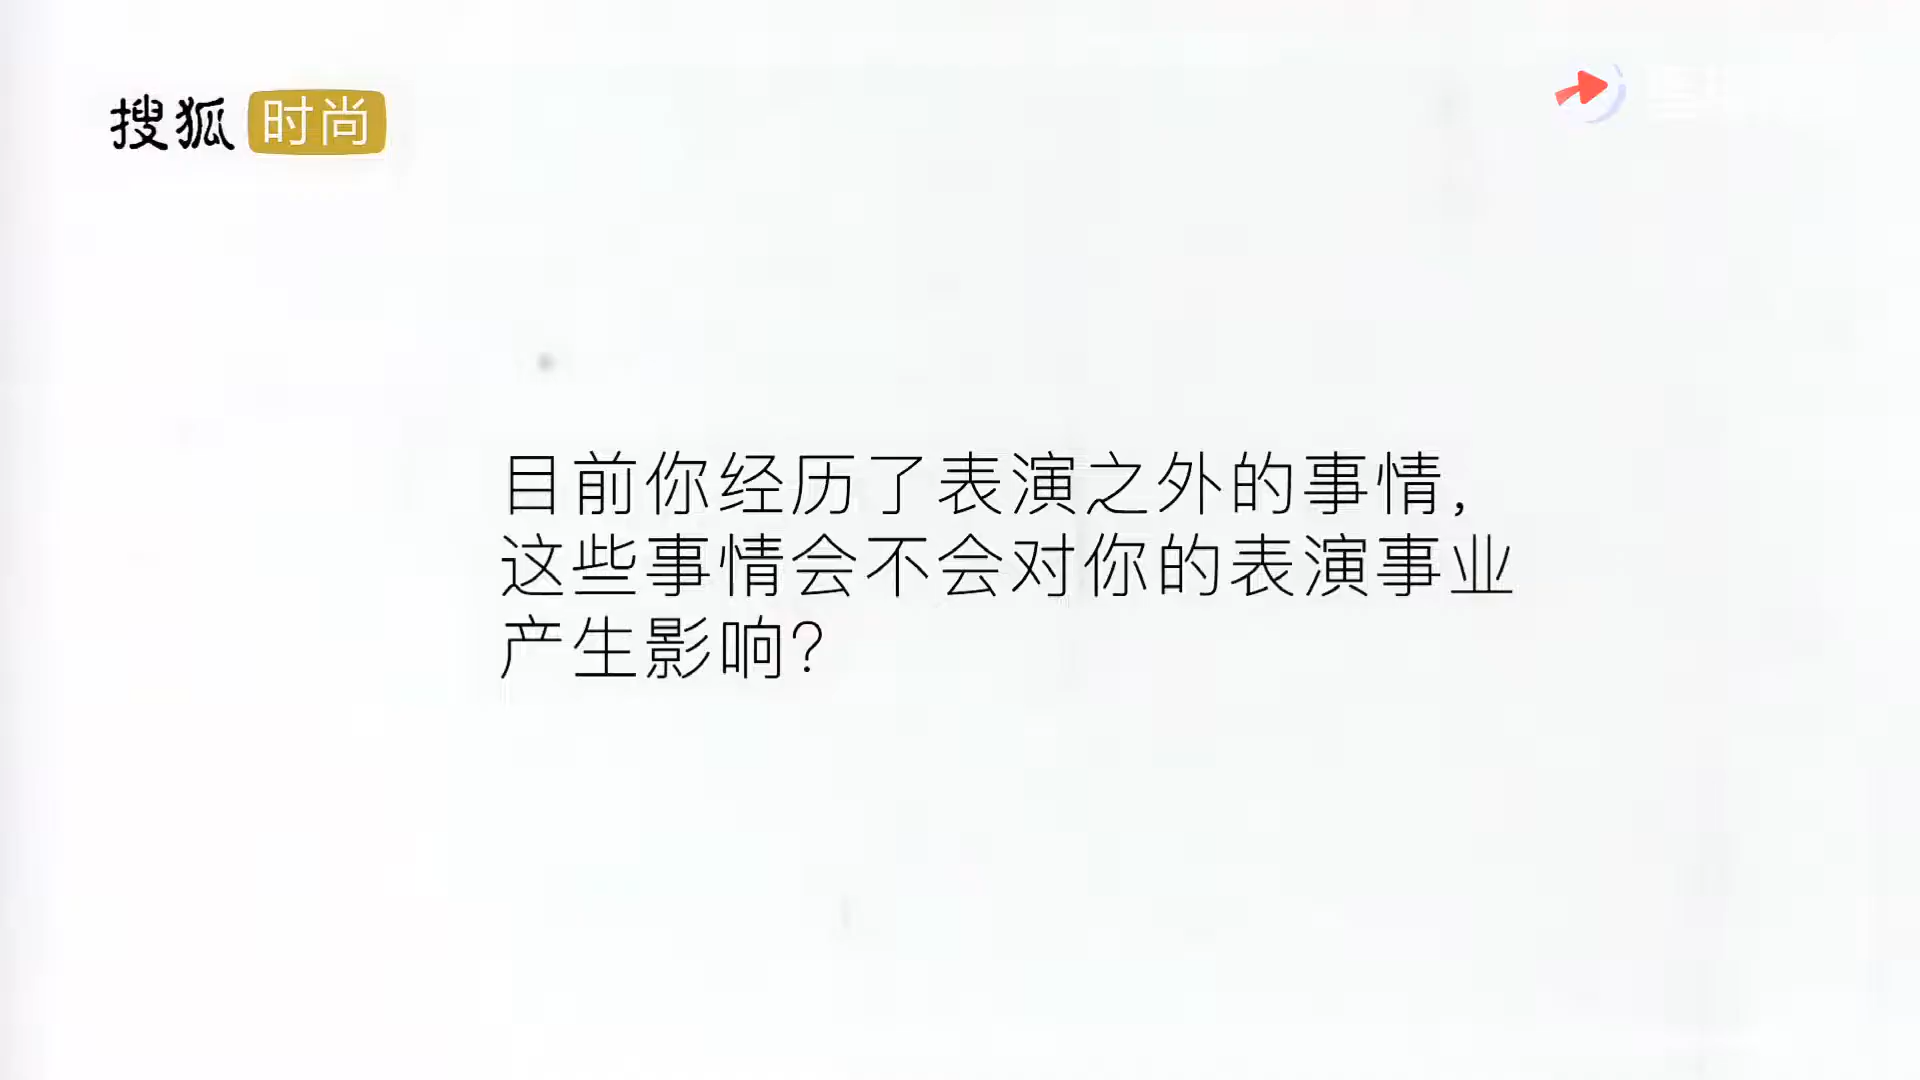 搜狐 时尚
目前你经历了表演之外的事情,
这些事情会不会对你的表演事业
产生影响?